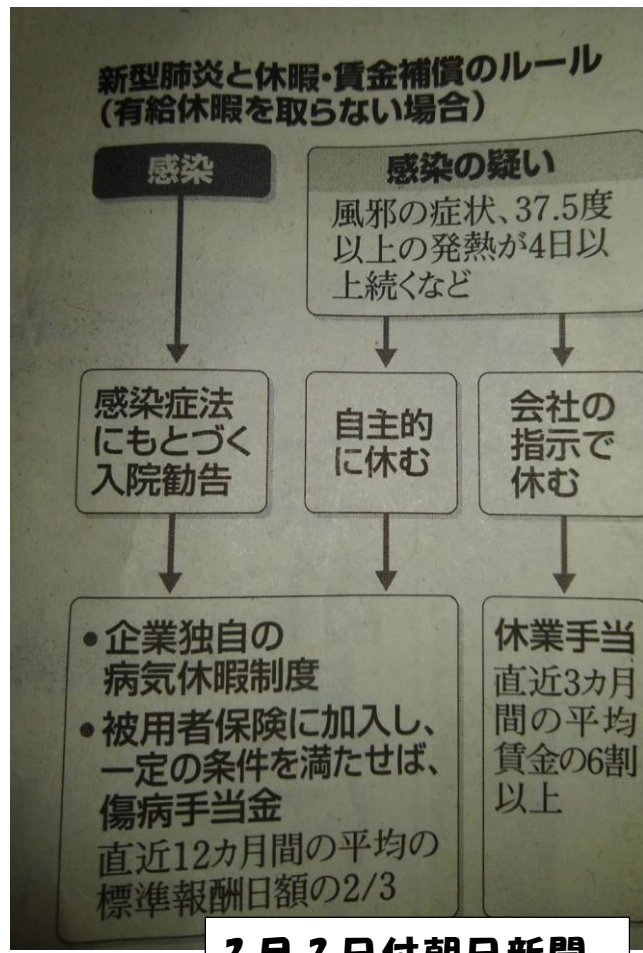 新型肺炎と休暇・賃金補償のルール
(有給休暇を取らない場合)
感染
感染の疑い
風邪の症状、37.5度
以上の発熱が4日以
上続くなど
感染症法
にもとづく
入院勧告
自主的
に休む
会社の
指示で
休む
• 企業独自の
病気休暇制度
• 被用者保険に加入し、
一定の条件を満たせば、
傷病手当金
直近12カ月間の平均の
標準報酬日額の2/3
休業手当
直近3カ月
間の平均
賃金の6割
以上
月 日付朝日新聞